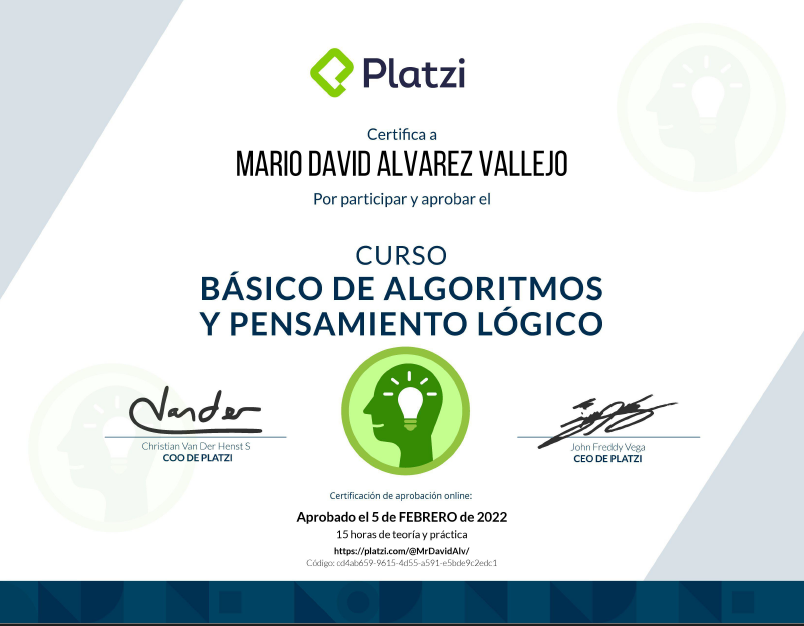 Platzi
Certifica a
MARIO DAVID ALVAREZ VALLEJO
Por participar y aprobar el
CURSO
BÁSICO DE ALGORITMOS
Y PENSAMIENTO LÓGICO
Vander
Christian Van Der Henst S
COO DE PLATZI
John Freddy Vega
CEO DE PLATZI
Certificación de aprobación online:
Aprobado el 5 de FEBRERO de 2022
15 horas de teoría y práctica
https://platzi.com/@MrDavidAlv/
Código: cd4ab659-9615-4d55-a591-e5bde9c2edc1